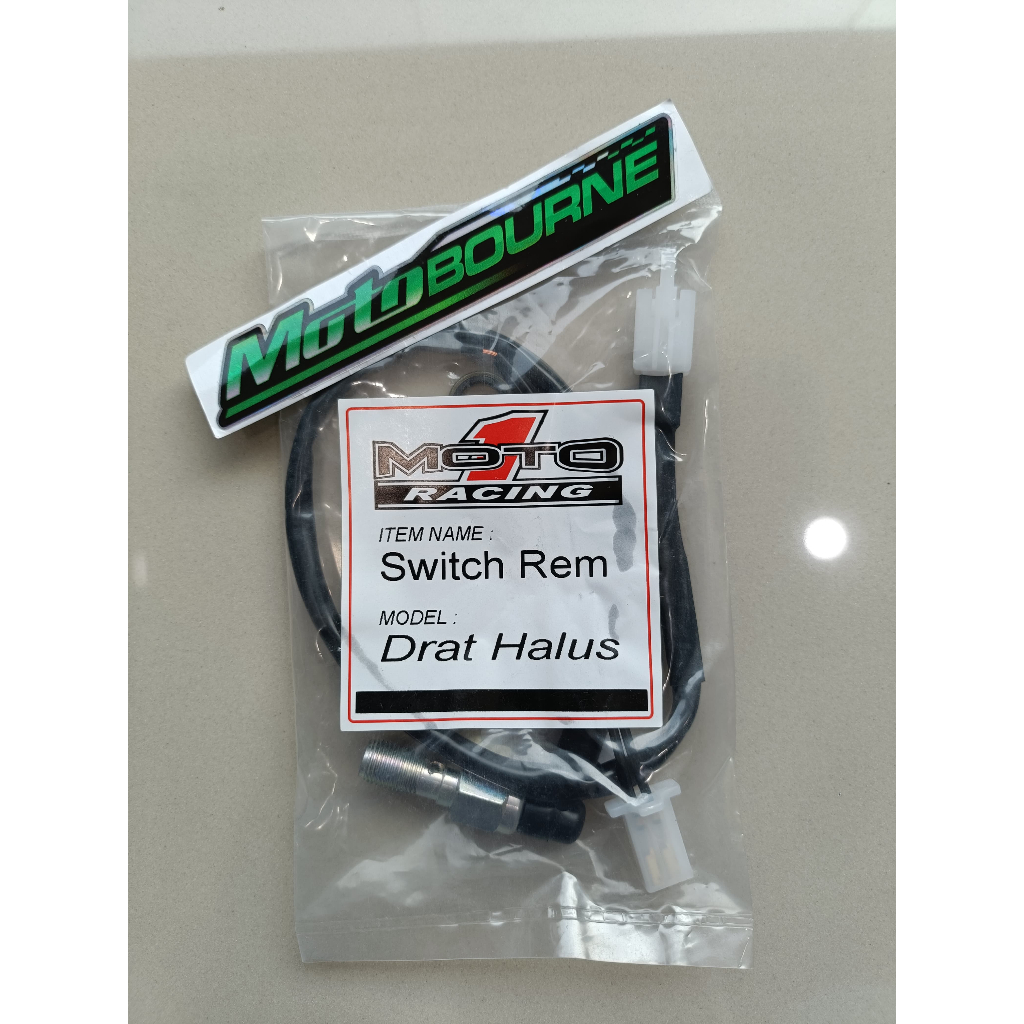 MotoBOURNE
MOTO 1
RACING
ITEM NAME :
Switch Rem
MODEL :
Drat Halus